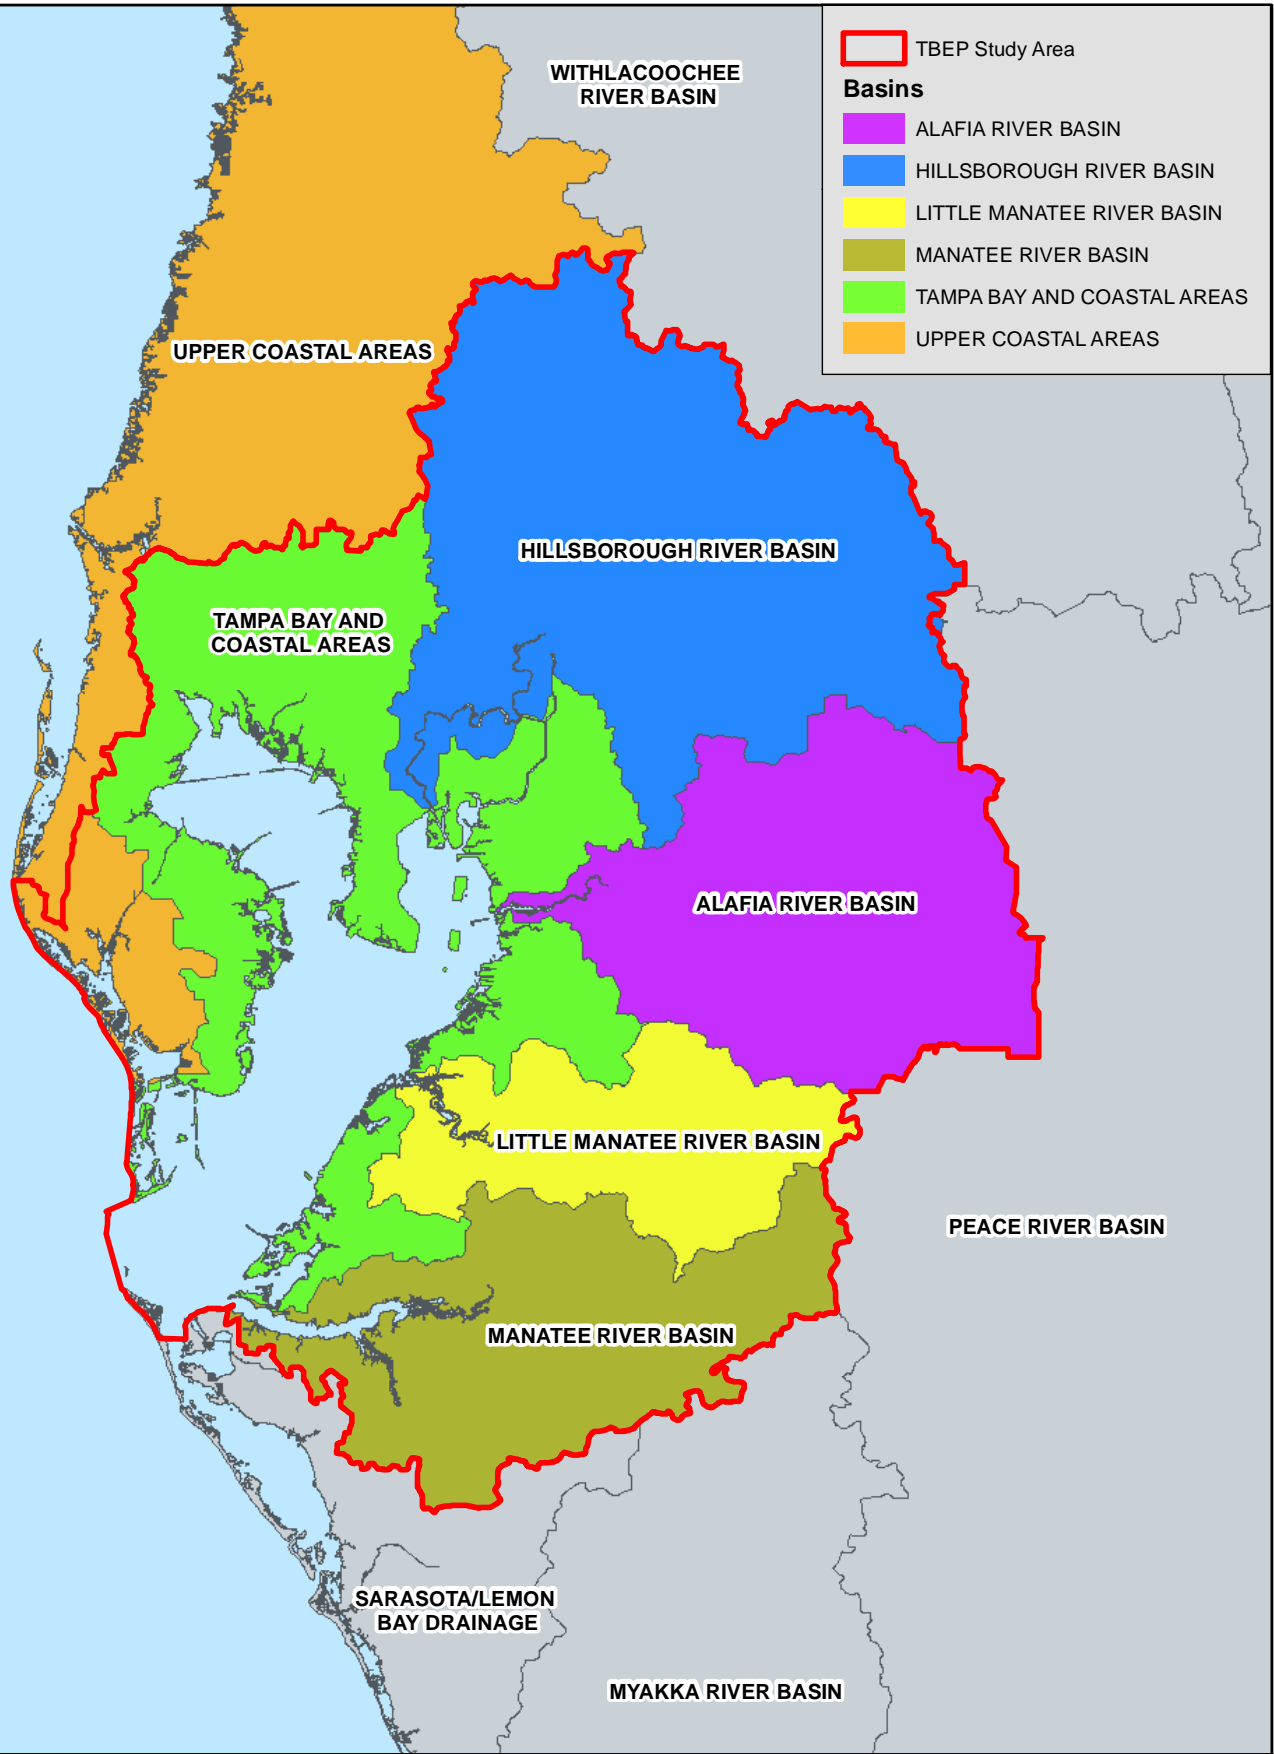 TBEP Study Area
Basins
ALAFIA RIVER BASIN
HILLSBOROUGH RIVER BASIN
LITTLE MANATEE RIVER BASIN
MANATEE RIVER BASIN
TAMPA BAY AND COASTAL AREAS
UPPER COASTAL AREAS
WITHLACOOCHEE
RIVER BASIN
UPPER COASTAL AREAS
HILLSBOROUGH RIVER BASIN
TAMPA BAY AND
COASTAL AREAS
ALAFIA RIVER BASIN
LITTLE MANATEE RIVER BASIN
PEACE RIVER BASIN
MANATEE RIVER BASIN
SARASOTA/LEMON
BAY DRAINAGE
MYAKKA RIVER BASIN